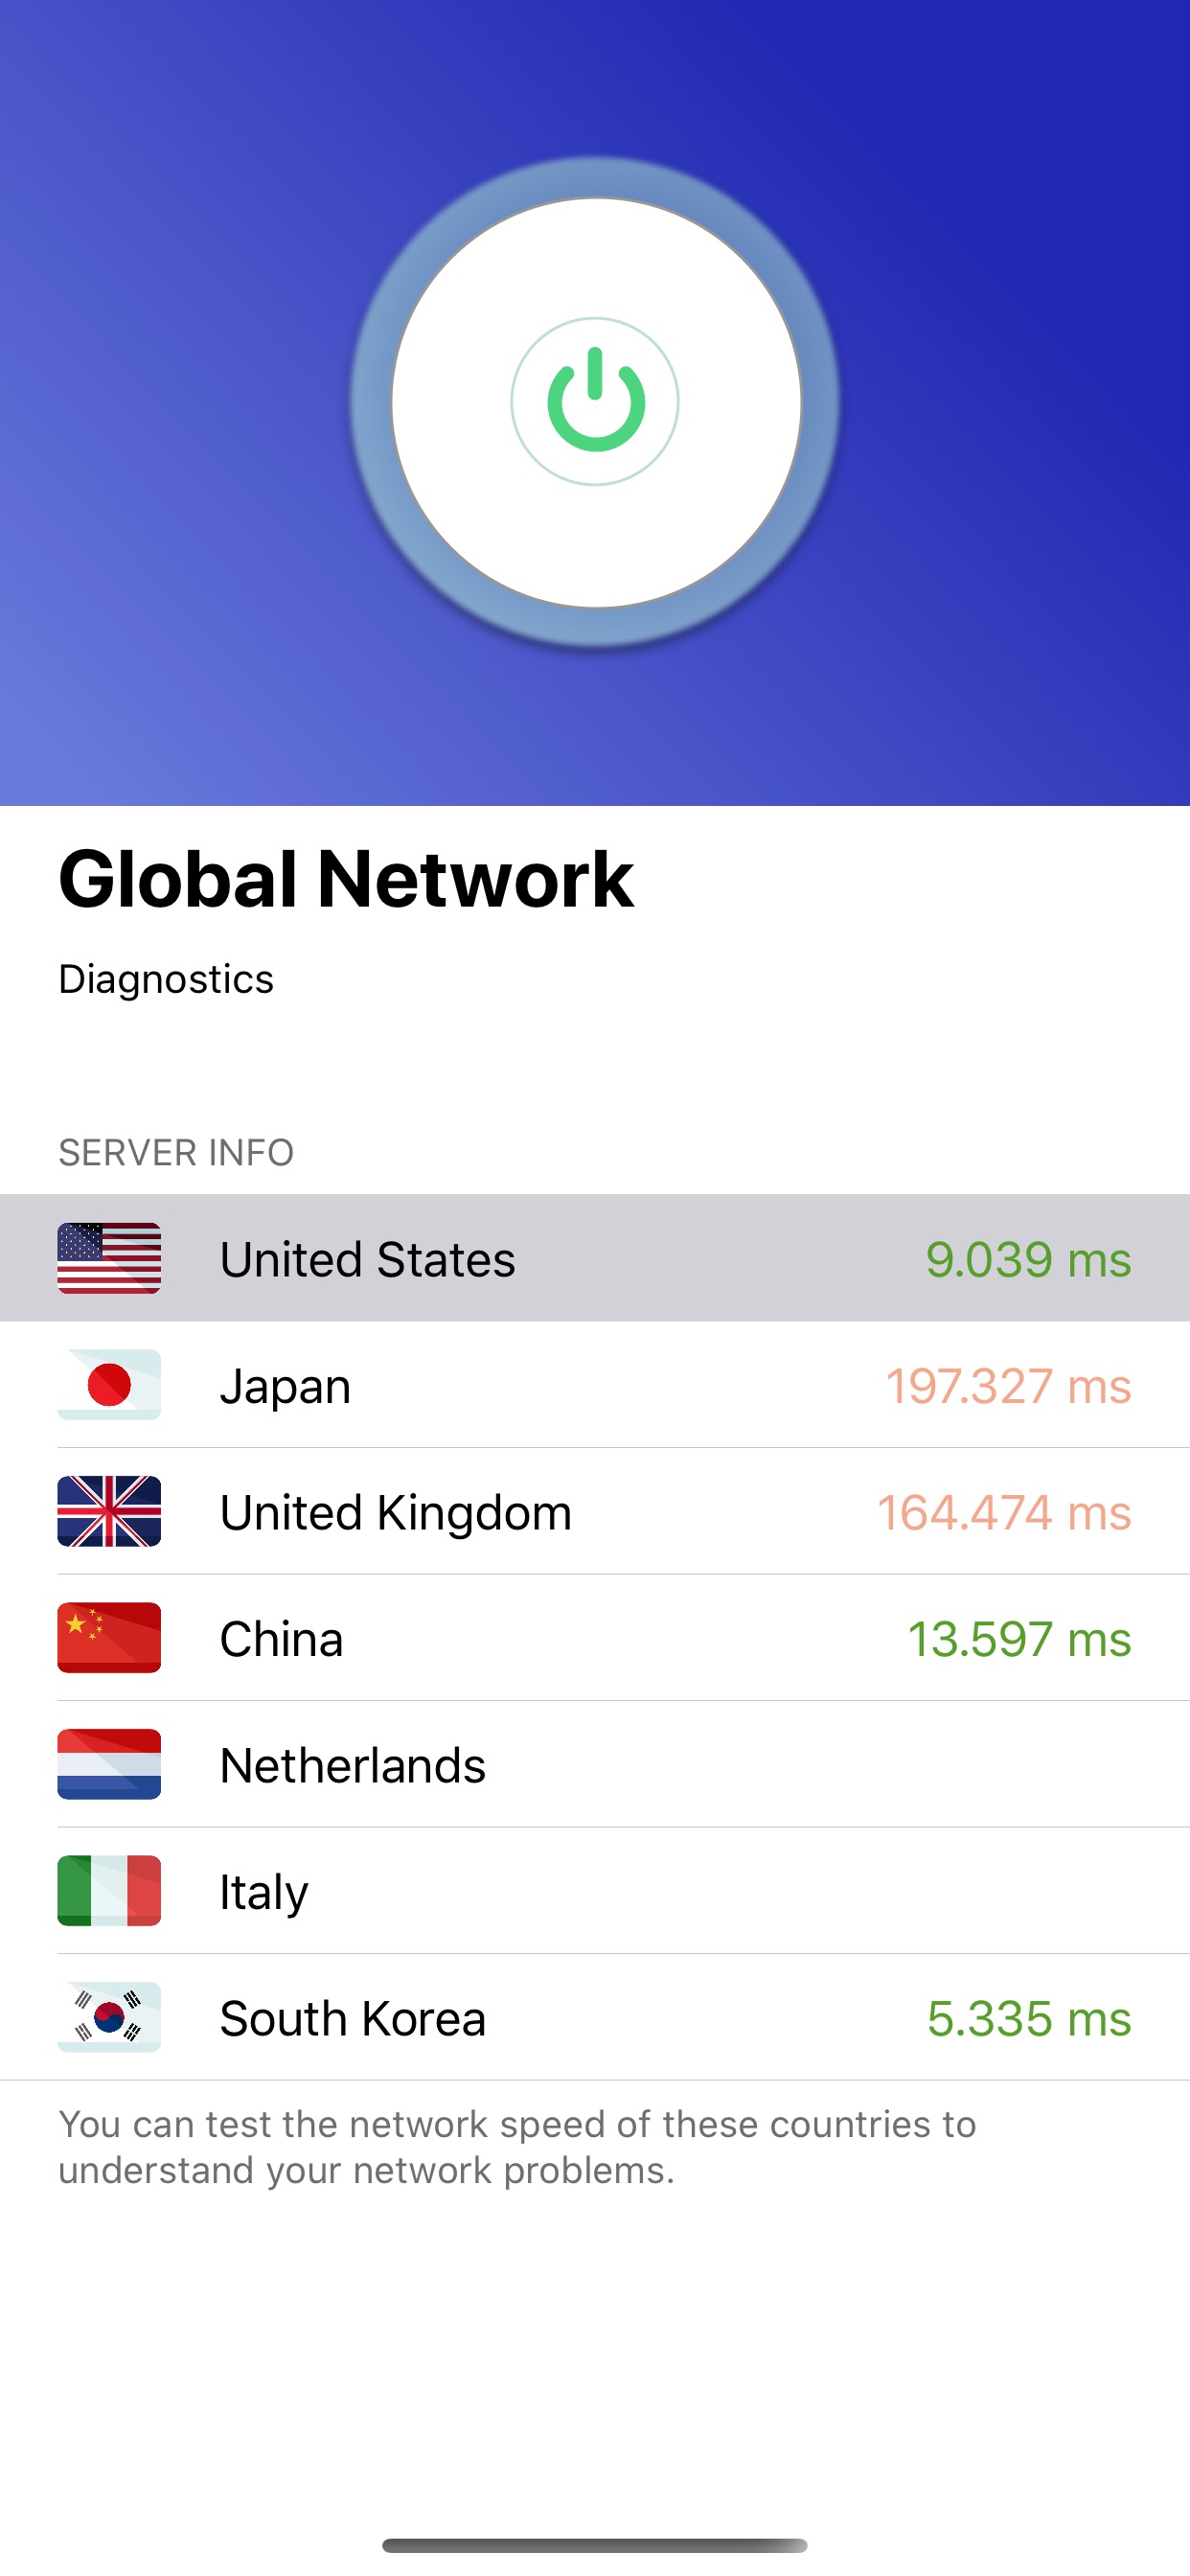 Global Network
Diagnostics
SERVER INFO
United States 9.039 ms
Japan 197.327 ms
United Kingdom 164.474 ms
China 13.597 ms
Netherlands
Italy
South Korea 5.335 ms
You can test the network speed of these countries to
understand your network problems.